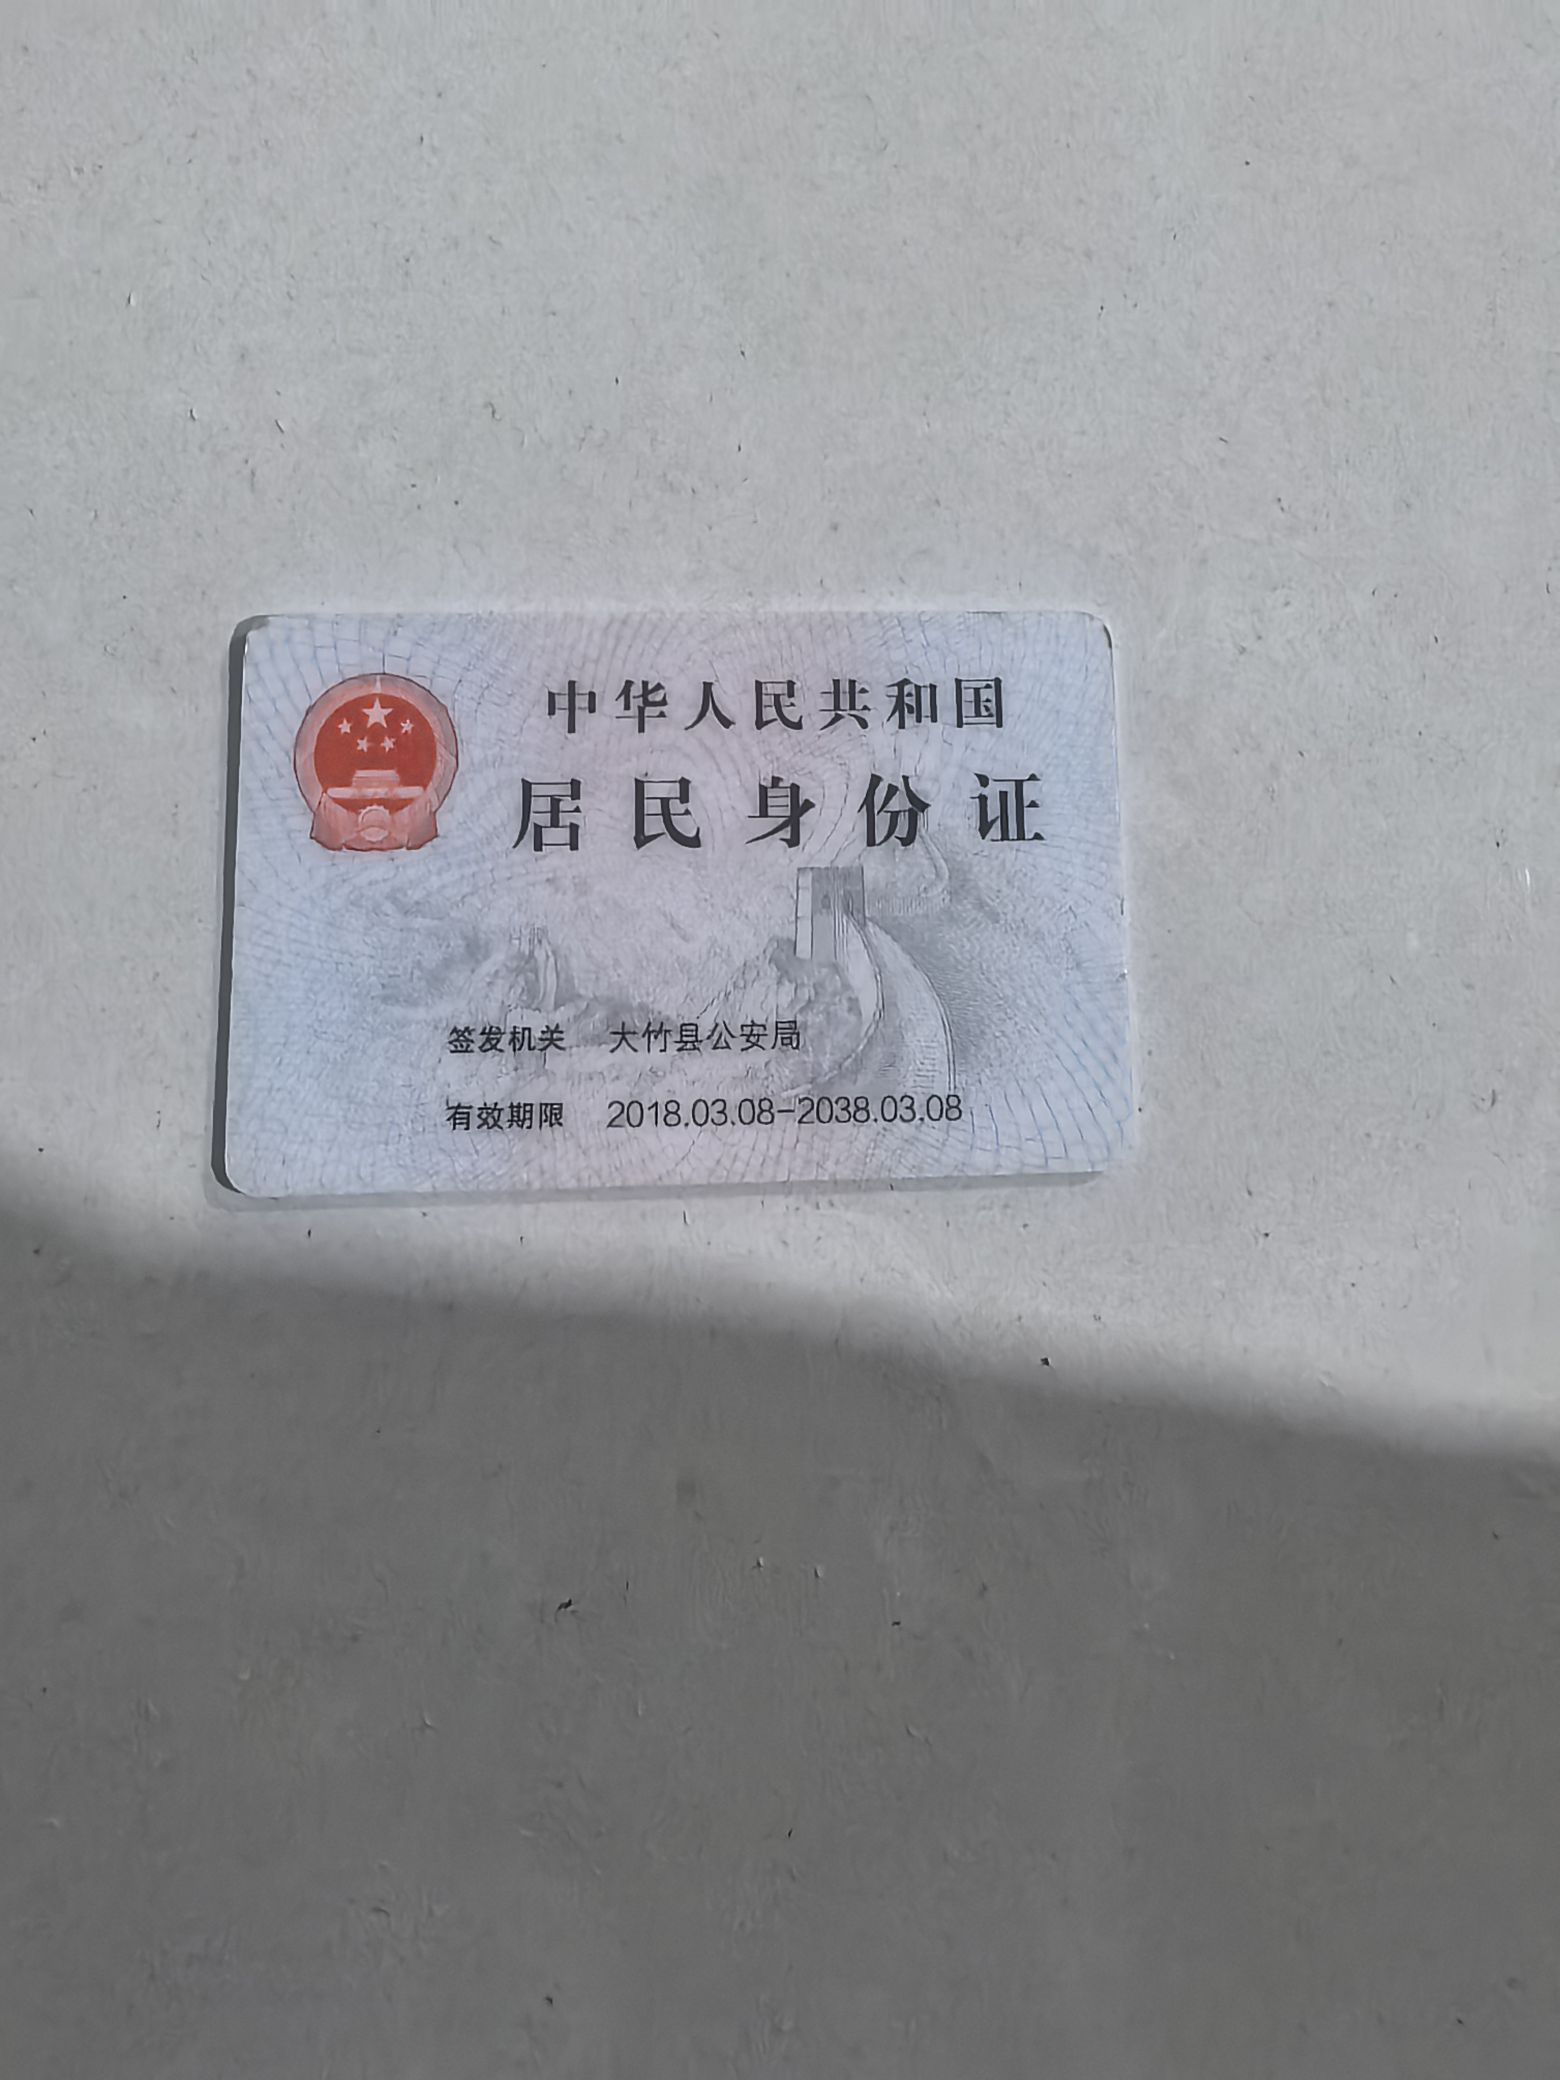 中华人民共和国
居民身份证
签发机关 大竹县公安局
有效期限 2018.03.08-2038.03.08